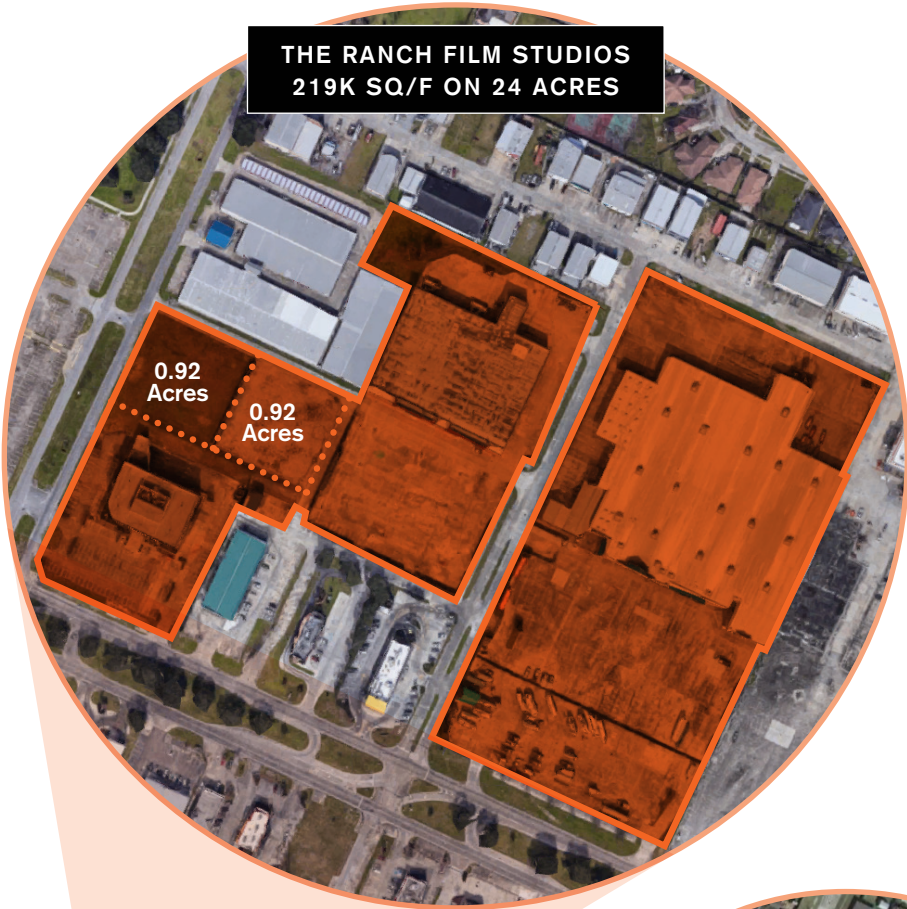 THE RANCH FILM STUDIOS
219K SQ/F ON 24 ACRES
0.92
Acres
0.92
Acres